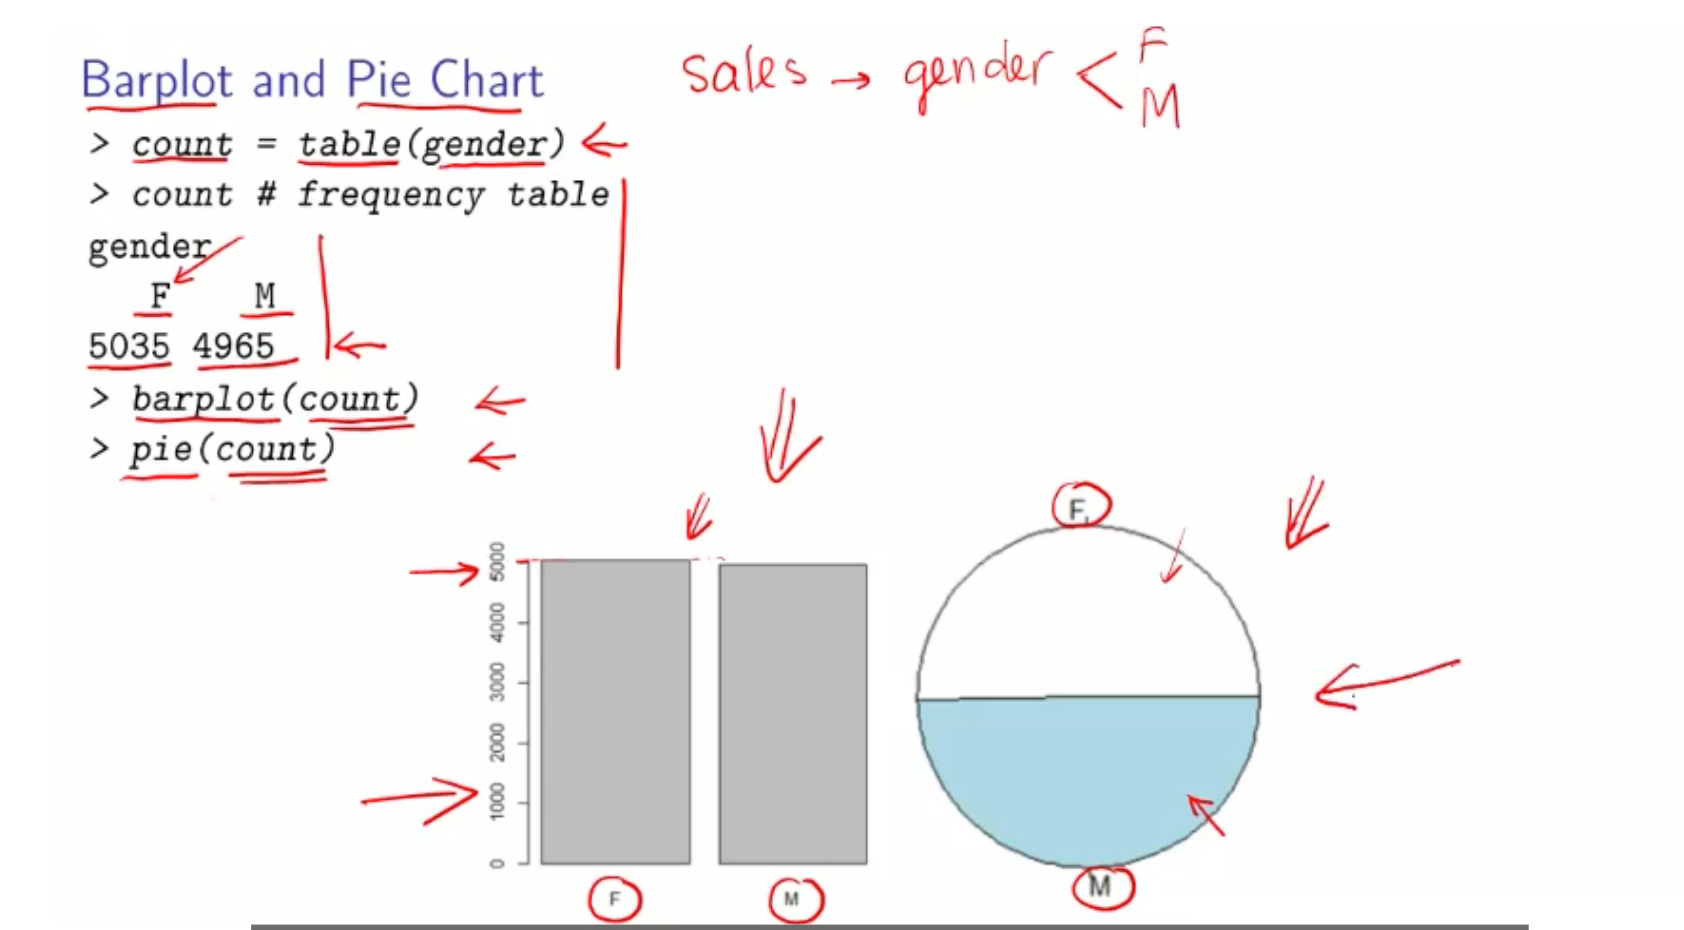 Barplot and Pie Chart
Sales → gender < F M
> count = table(gender)
> count # frequency table
gender
F M
5035 4965
> barplot(count)
> pie(count)
5000
4000
3000
2000
1000
0
F M
F
M